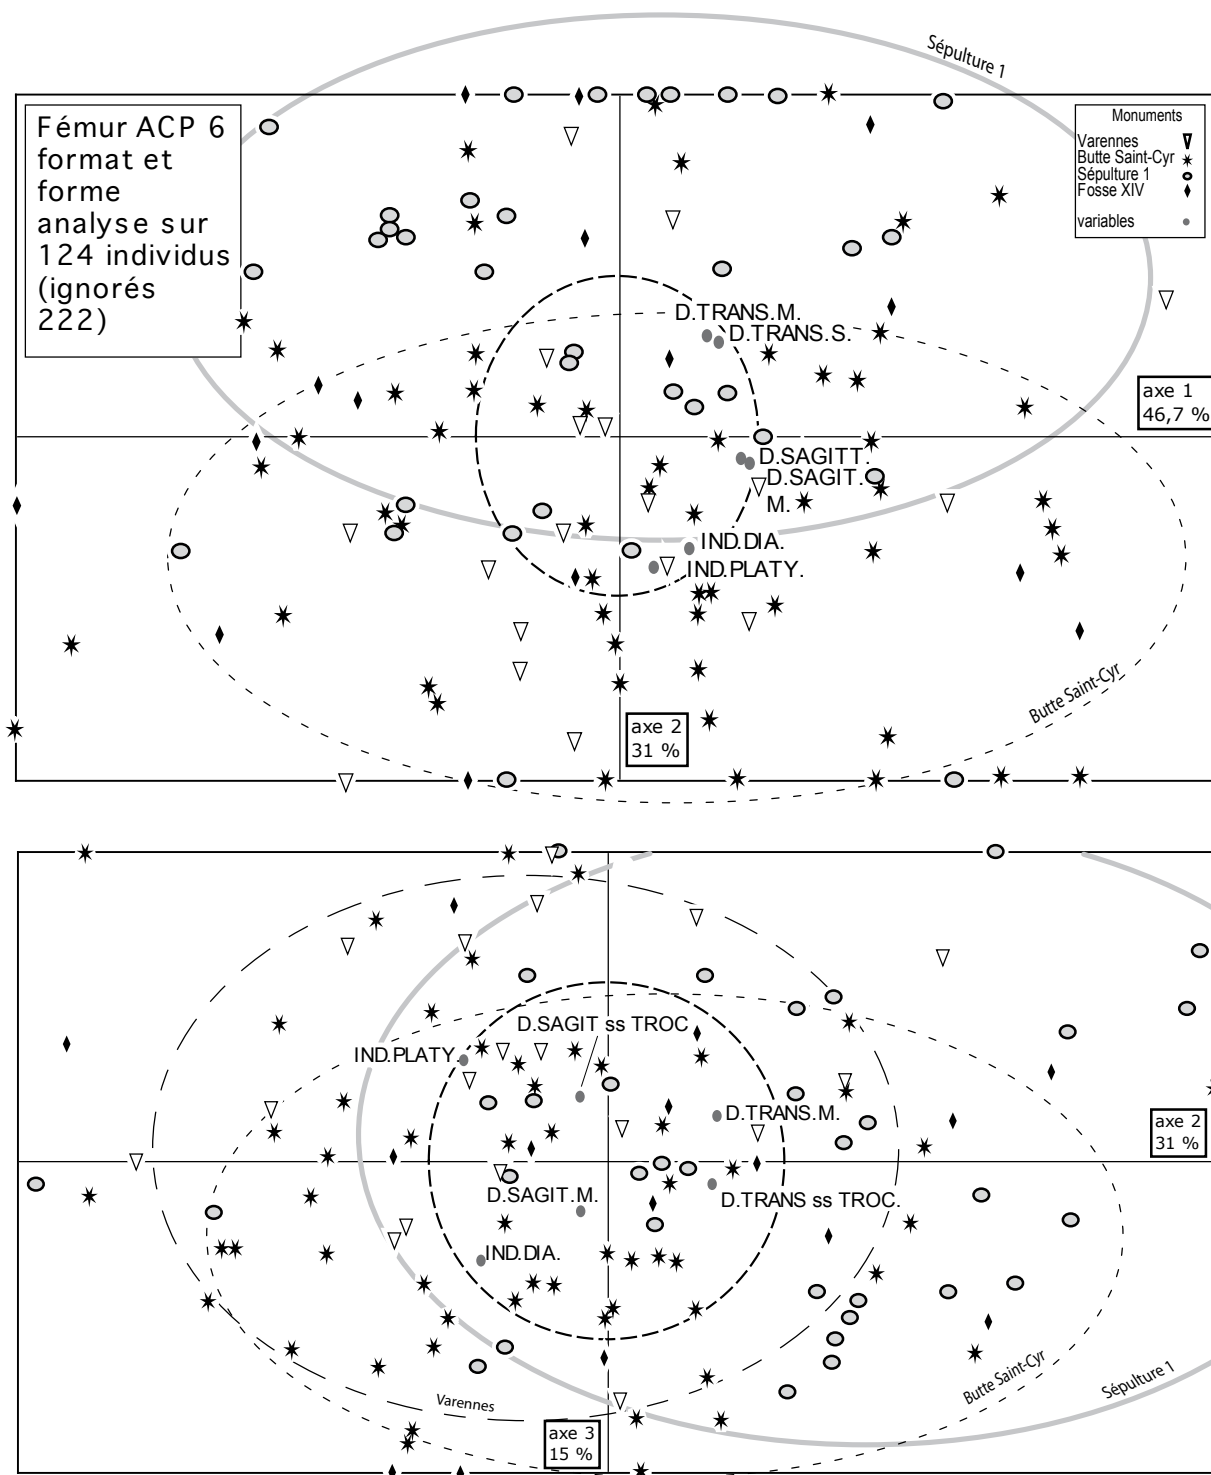 Sépulture 1
Fémur ACP 6
format et
forme
analyse sur
124 individus
(ignorés
222)
Monuments
Varennes
Butte Saint-Cyr
Sépulture 1
Fosse XIV
variables
D.TRANS.M.
D.TRANS.S.
axe 1
46,7 %
D.SAGITT.
D.SAGIT.
M.
IND.DIA.
IND.PLATY.
Butte Saint-Cyr
axe 2
31 %
D.SAGIT ss TROC
IND.PLATY.
D.TRANS.M.
axe 2
31 %
D.SAGIT.M.
D.TRANS ss TROC.
IND.DIA.
Butte Saint-Cyr
Sépulture 1
Varennes
axe 3
15 %